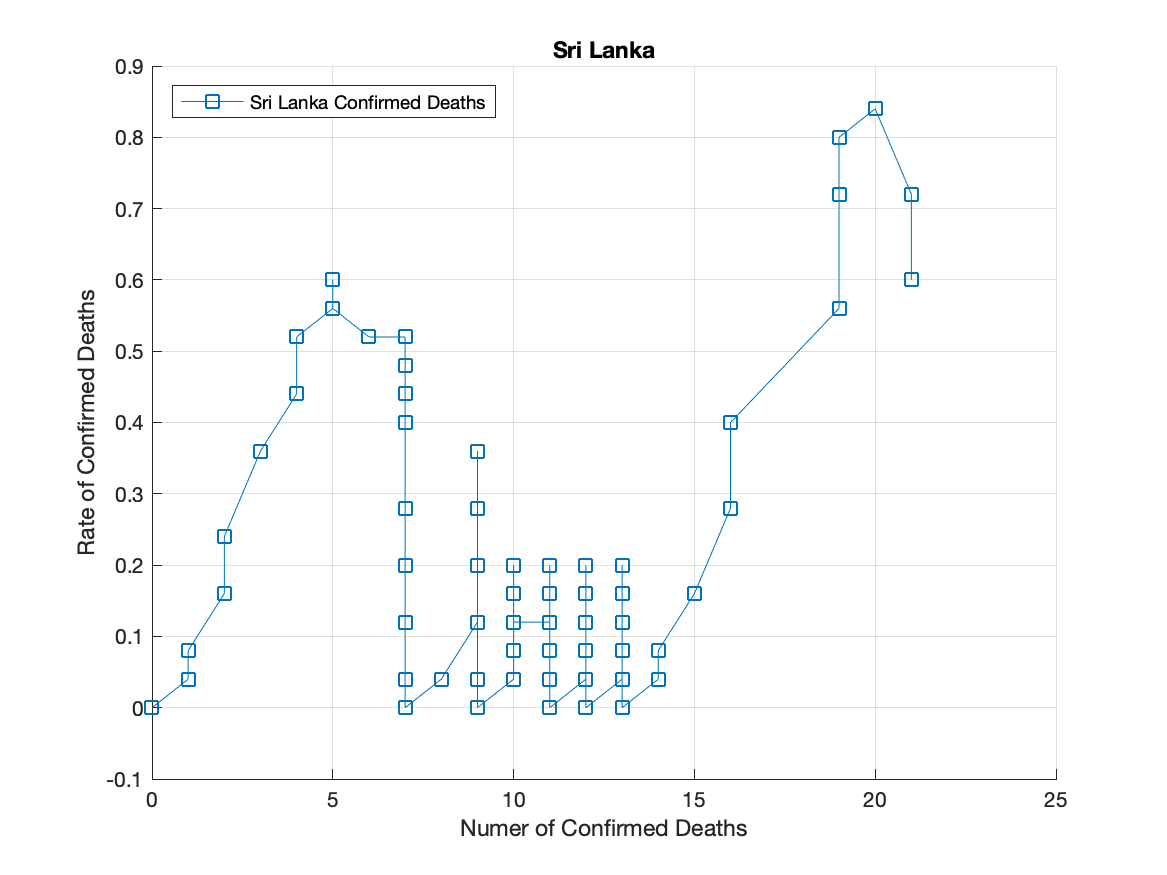 Sri Lanka
Sri Lanka Confirmed Deaths
0.9
0.8
0.7
0.6
0.5
0.4
0.3
0.2
0.1
0
-0.1
Rate of Confirmed Deaths
0 5 10 15 20 25
Numer of Confirmed Deaths